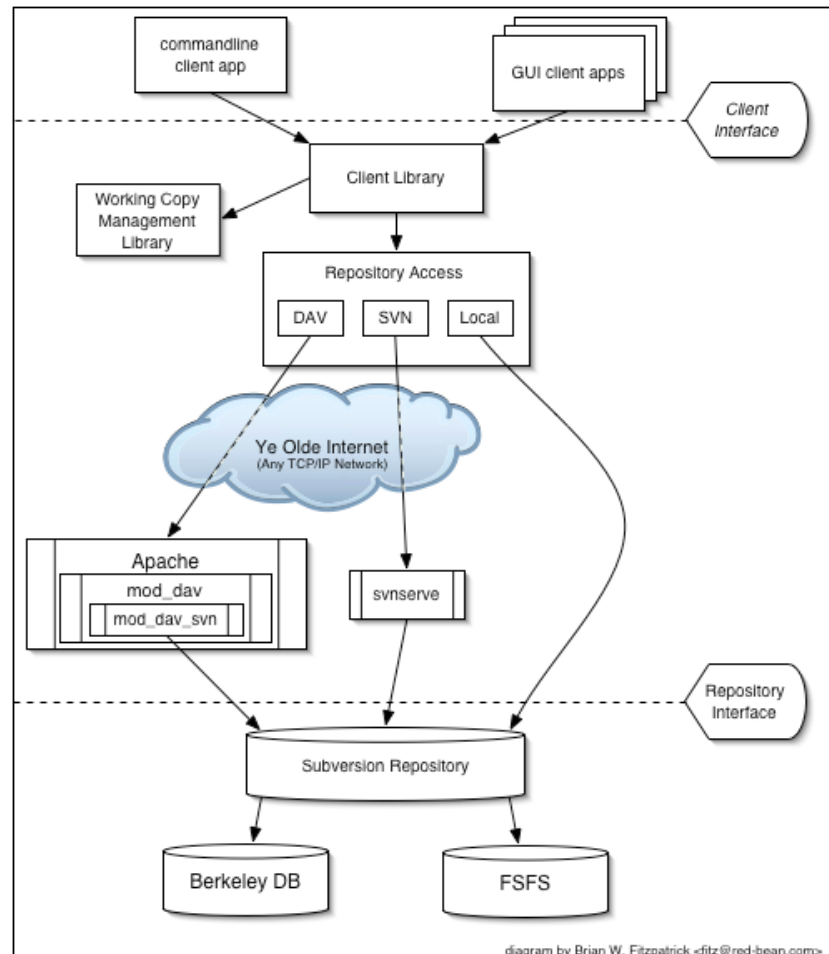 commandline
client app
GUI client apps
Client
Interface
Client Library
Working Copy
Management
Library
Repository Access
DAV
SVN
Local
Ye Olde Internet
(Any TCP/IP Network)
Apache
mod_dav
mod_dav_svn
svnserve
Repository
Interface
Subversion Repository
Berkeley DB
FSFS
diagram by Brian W. Fitzpatrick <fitz@red-bean.com>